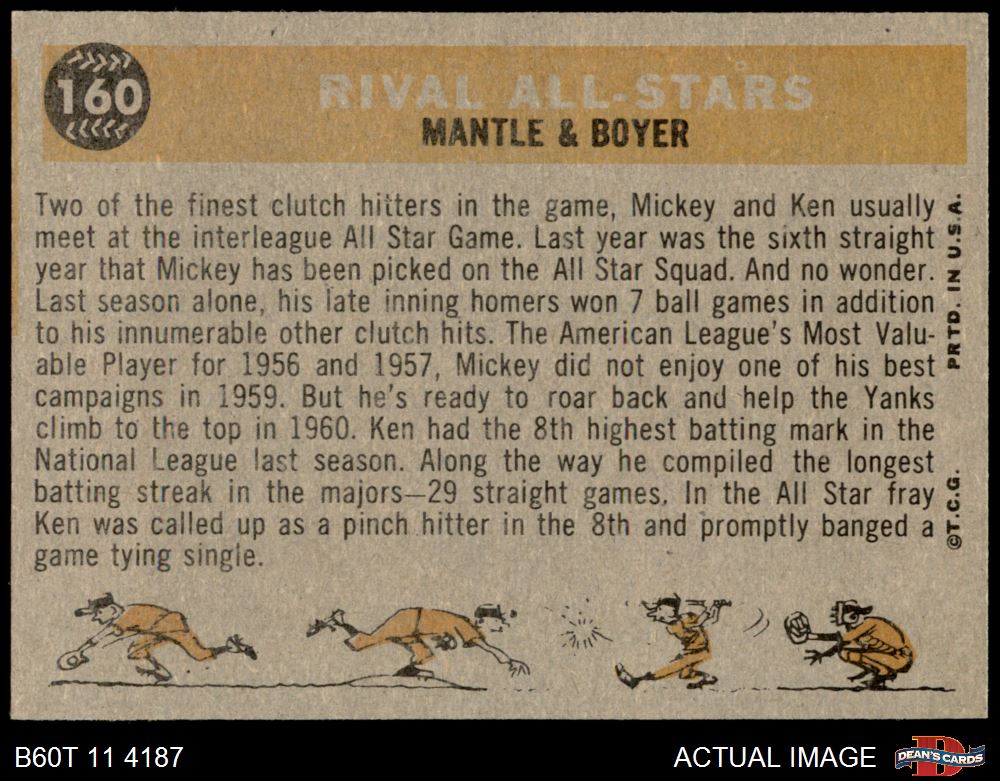 160
RIVAL ALL-STARS
MANTLE & BOYER
Two of the finest clutch hitters in the game, Mickey and Ken usually
meet at the interleague All Star Game. Last year was the sixth straight
year that Mickey has been picked on the All Star Squad. And no wonder.
Last season alone, his late inning homers won 7 ball games in addition
to his innumerable other clutch hits. The American League's Most Valu-
able Player for 1956 and 1957, Mickey did not enjoy one of his best
campaigns in 1959. But he's ready to roar back and help the Yanks
climb to the top in 1960. Ken had the 8th highest batting mark in the
National League last season. Along the way he compiled the longest
batting streak in the majors—29 straight games. In the All Star fray
Ken was called up as a pinch hitter in the 8th and promptly banged a
game tying single.
©T.C.G. PRTD. IN U.S.A.
B60T 11 4187
ACTUAL IMAGE
D
DEAN'S CARDS